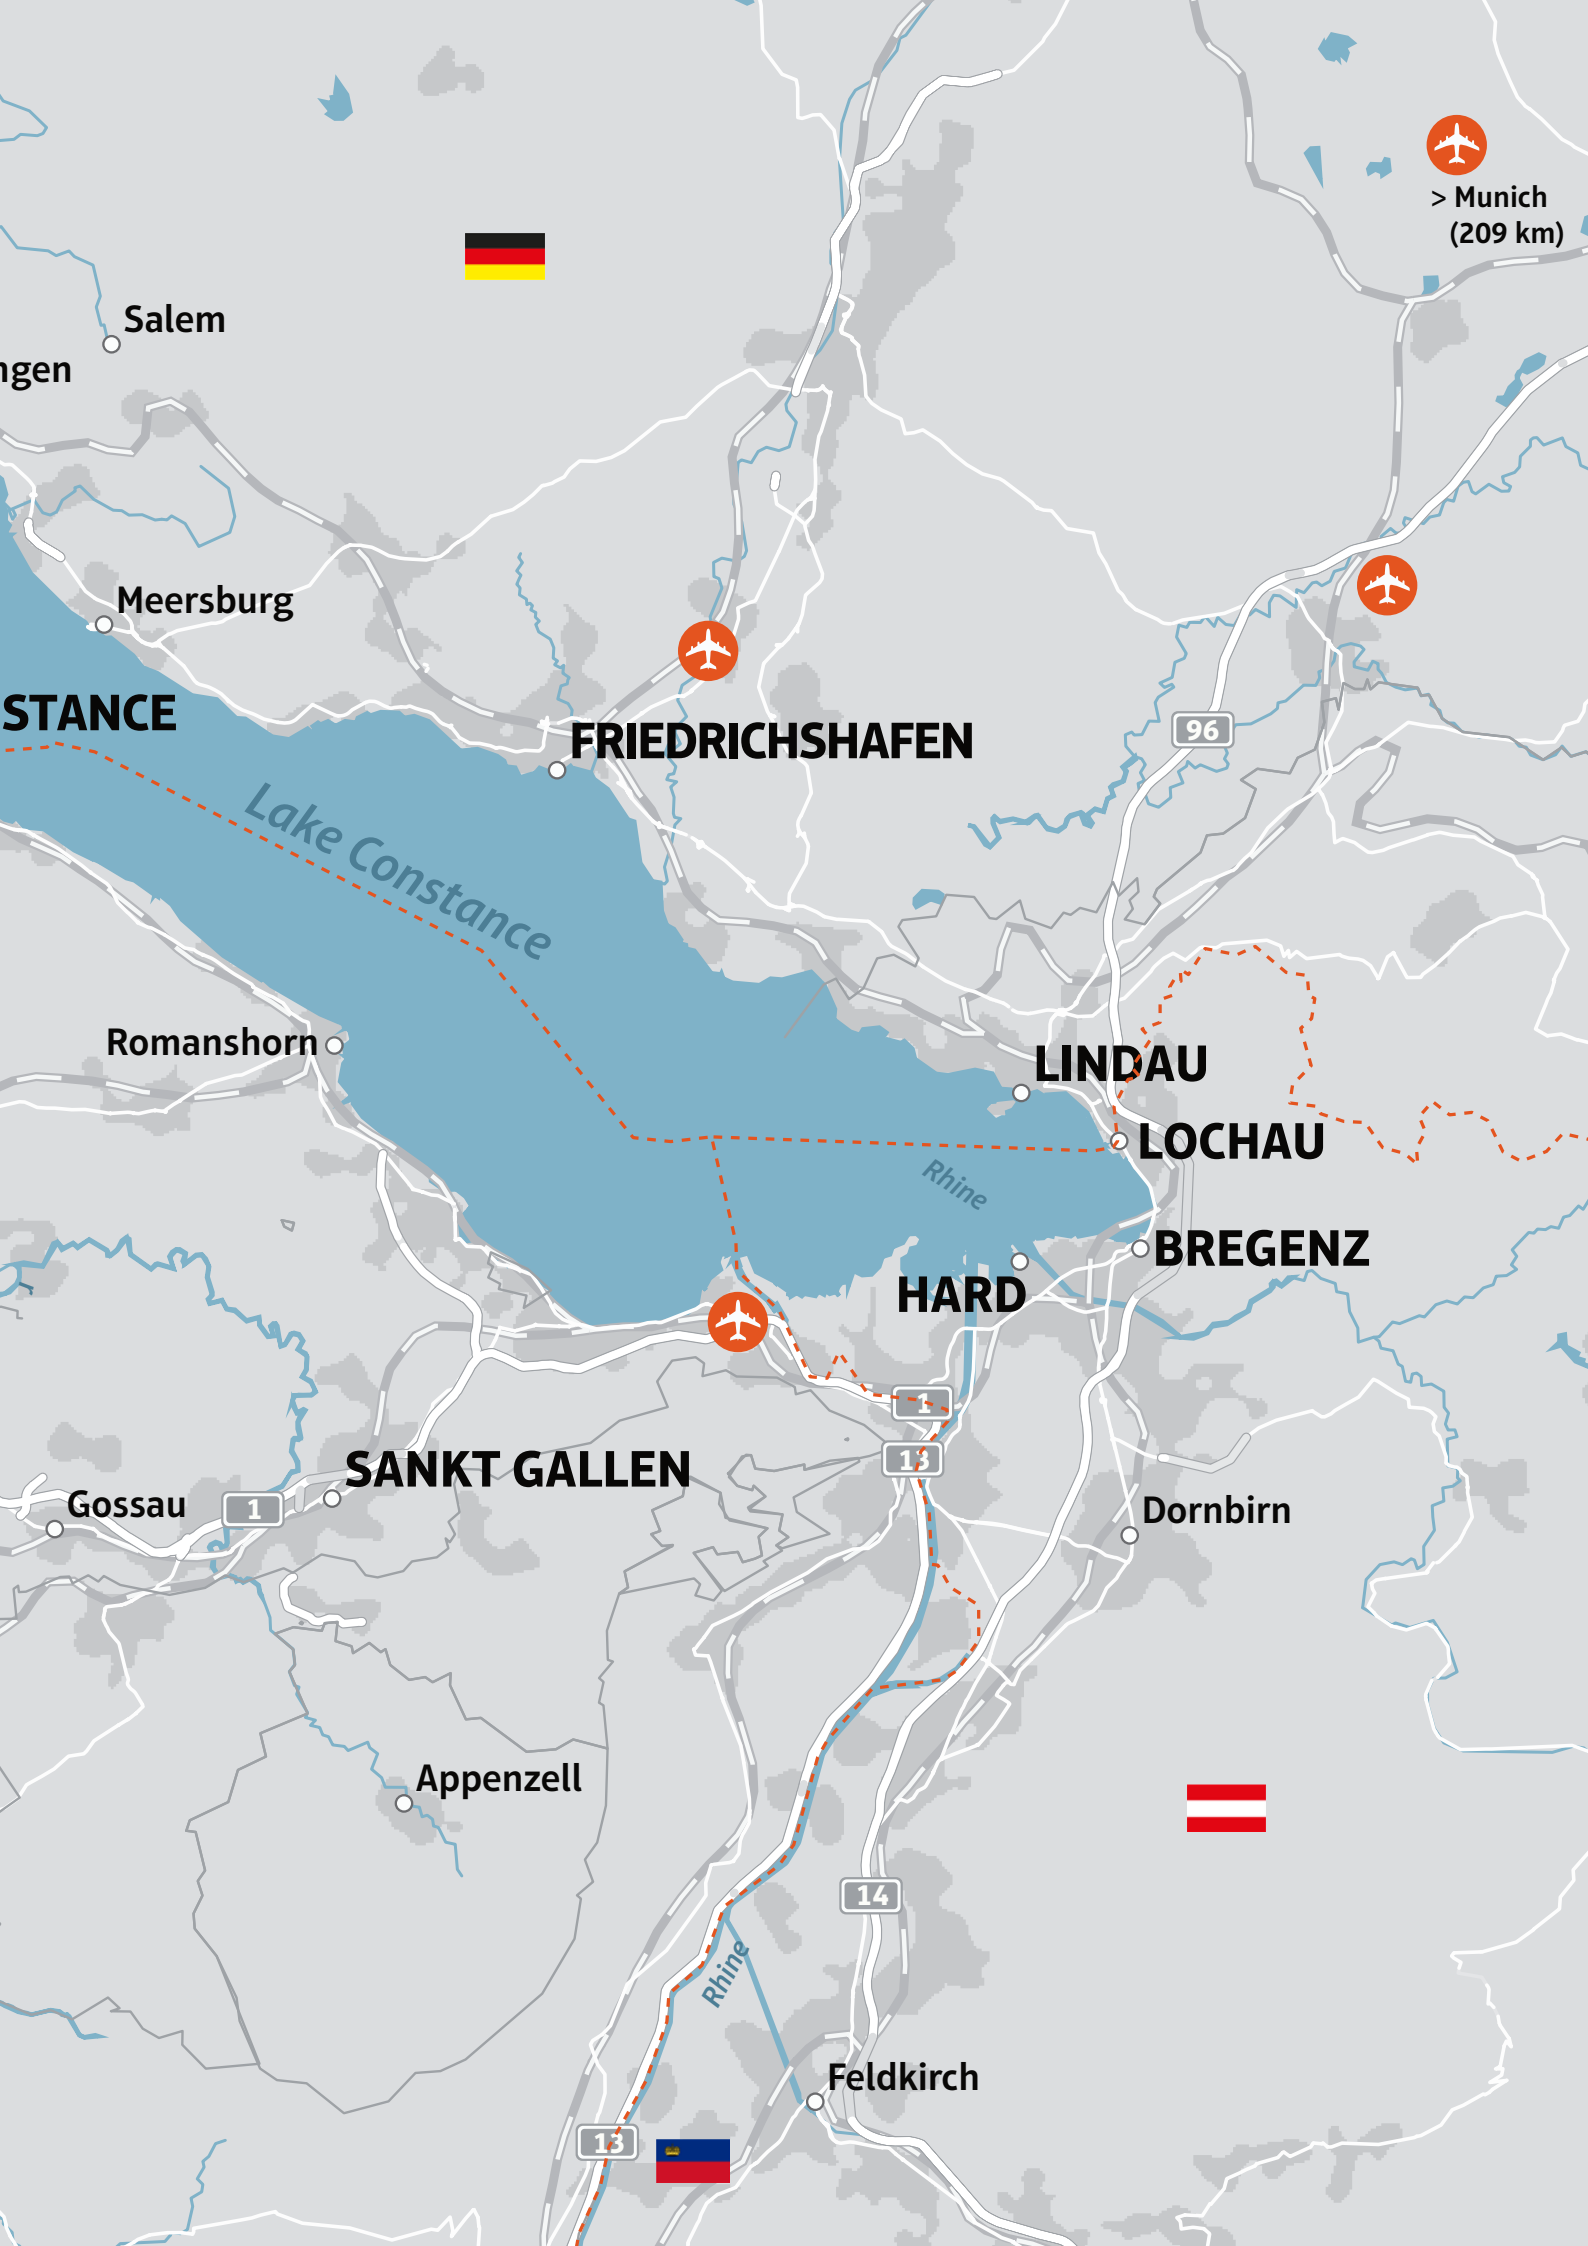 > Munich
(209 km)
Salem
ngen
Meersburg
STANCE
FRIEDRICHSHAFEN
96
Lake Constance
Romanshorn
LINDAU
LOCHAU
Rhine
BREGENZ
HARD
1
13
SANKT GALLEN
Gossau
1
Dornbirn
Appenzell
14
Rhine
Feldkirch
13